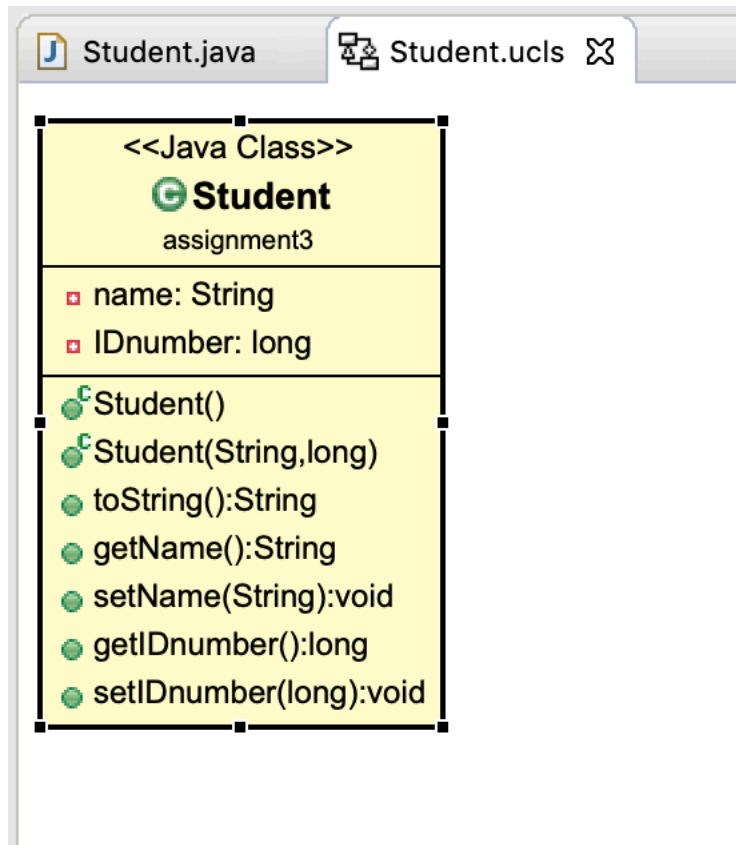 Student.java
Student.ucls
<<Java Class>>
Student
assignment3
name: String
IDnumber: long
Student()
Student(String,long)
toString():String
getName():String
setName(String):void
getIDnumber():long
setIDnumber(long):void